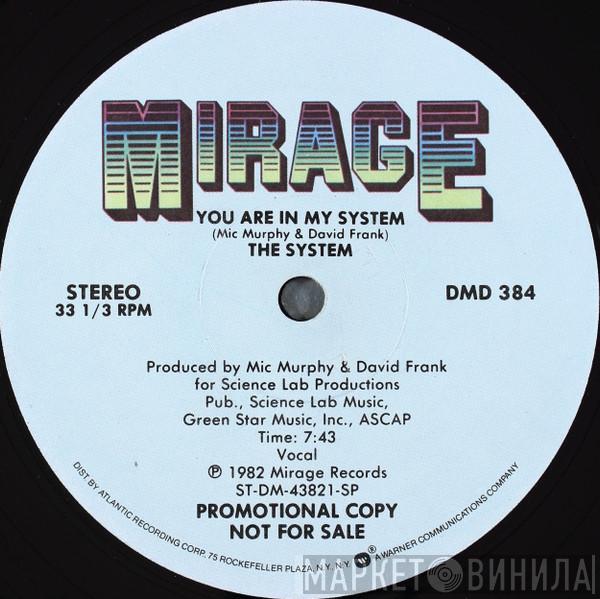 MIRAGE
YOU ARE IN MY SYSTEM
(Mic Murphy & David Frank)
THE SYSTEM
STEREO
33 1/3 RPM
DMD 384
Produced by Mic Murphy & David Frank
for Science Lab Productions
Pub., Science Lab Music,
Green Star Music, Inc., ASCAP
Time: 7:43
Vocal
℗ 1982 Mirage Records
ST-DM-43821-SP
PROMOTIONAL COPY
NOT FOR SALE
DIST. BY ATLANTIC RECORDING CORP. 75 ROCKEFELLER PLAZA, N.Y. N.Y. ® A WARNER COMMUNICATIONS COMPANY
МАРКЕТ ВИНИЛА